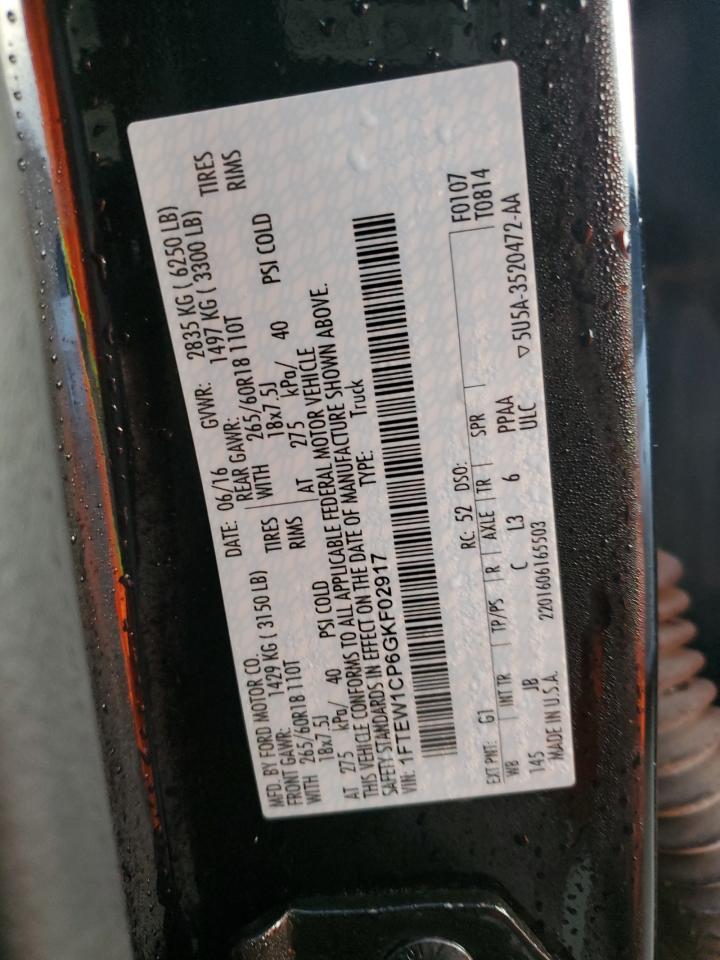 MFD. BY FORD MOTOR CO.
DATE: 06/16 GVWR: 2835 KG ( 6250 LB)
FRONT GAWR: 1429 KG ( 3150 LB) REAR GAWR: 1497 KG ( 3300 LB)
WITH 265/60R18 110T TIRES WITH 265/60R18 110T TIRES
18x7.5J RIMS 18x7.5J RIMS
AT 275 kPa/ 40 PSI COLD AT 275 kPa/ 40 PSI COLD
THIS VEHICLE CONFORMS TO ALL APPLICABLE FEDERAL MOTOR VEHICLE
SAFETY STANDARDS IN EFFECT ON THE DATE OF MANUFACTURE SHOWN ABOVE.
VIN: 1FTEW1CP6GKF02917 TYPE: Truck
EXT PNT: G1 RC: 52 DSO: F0107
WB INT TR TP/PS R AXLE TR SPR T0814
145 JB C L3 6 PPAA
MADE IN U.S.A. 2201606165503 ULC ▽5U5A-3520472-AA